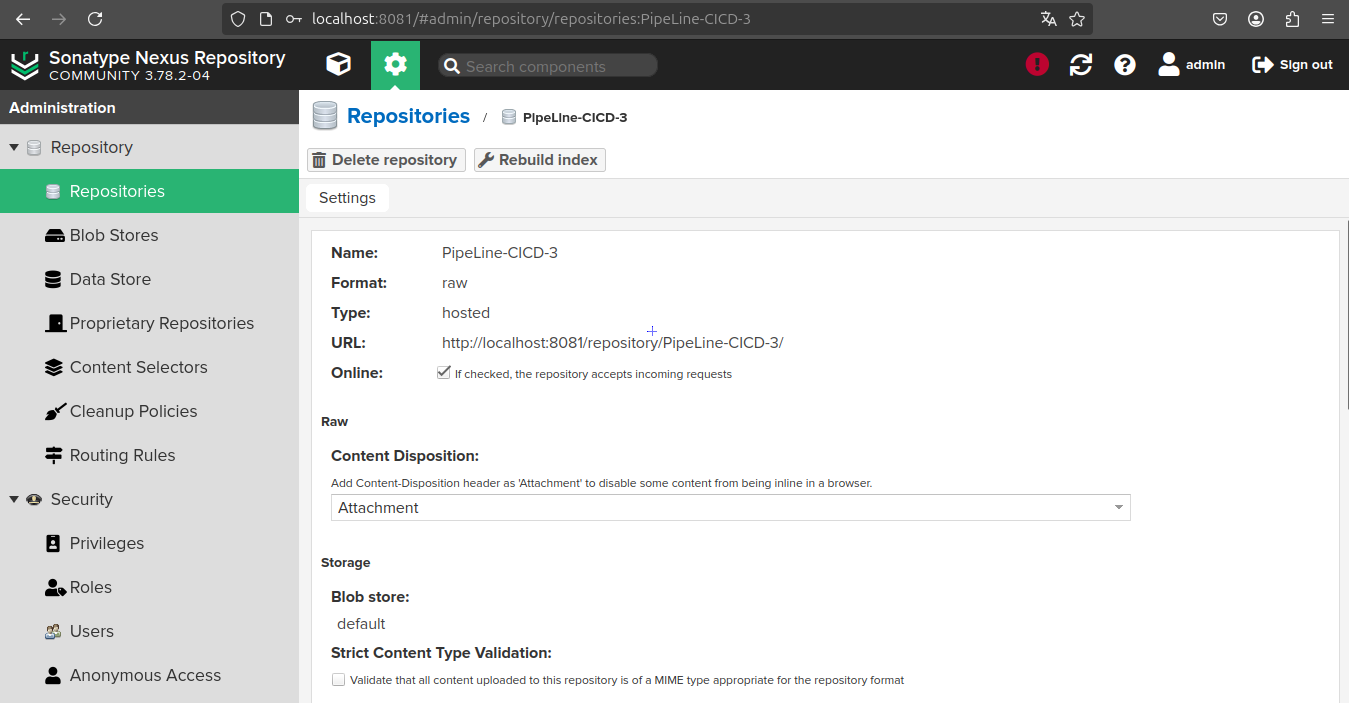 localhost:8081/#admin/repository/repositories:PipeLine-CICD-3
Sonatype Nexus Repository
COMMUNITY 3.78.2-04
Search components
admin
Sign out
Administration
Repository
Repositories
Blob Stores
Data Store
Proprietary Repositories
Content Selectors
Cleanup Policies
Routing Rules
Security
Privileges
Roles
Users
Anonymous Access
Repositories / PipeLine-CICD-3
Delete repository
Rebuild index
Settings
Name: PipeLine-CICD-3
Format: raw
Type: hosted
URL: http://localhost:8081/repository/PipeLine-CICD-3/
Online: If checked, the repository accepts incoming requests
Raw
Content Disposition:
Add Content-Disposition header as 'Attachment' to disable some content from being inline in a browser.
Attachment
Storage
Blob store:
default
Strict Content Type Validation:
Validate that all content uploaded to this repository is of a MIME type appropriate for the repository format